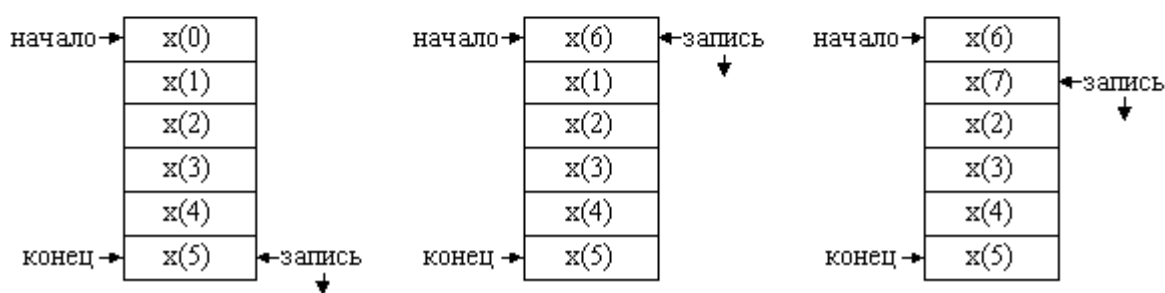 начало x(0)
x(1)
x(2)
x(3)
x(4)
конец x(5) запись
начало x(6) запись
x(1)
x(2)
x(3)
x(4)
конец x(5)
начало x(6)
x(7) запись
x(2)
x(3)
x(4)
конец x(5)